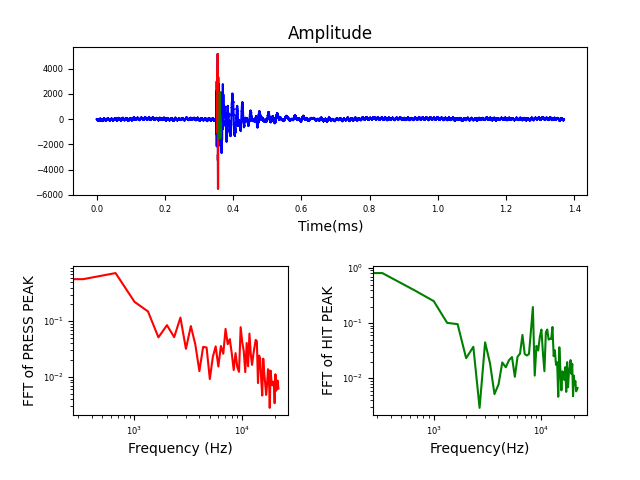 Amplitude
4000
2000
0
−2000
−4000
−6000
0.0 0.2 0.4 0.6 0.8 1.0 1.2 1.4
Time(ms)
FFT of PRESS PEAK
10⁻¹
10⁻²
10³ 10⁴
Frequency (Hz)
FFT of HIT PEAK
10⁰
10⁻¹
10⁻²
10³ 10⁴
Frequency(Hz)